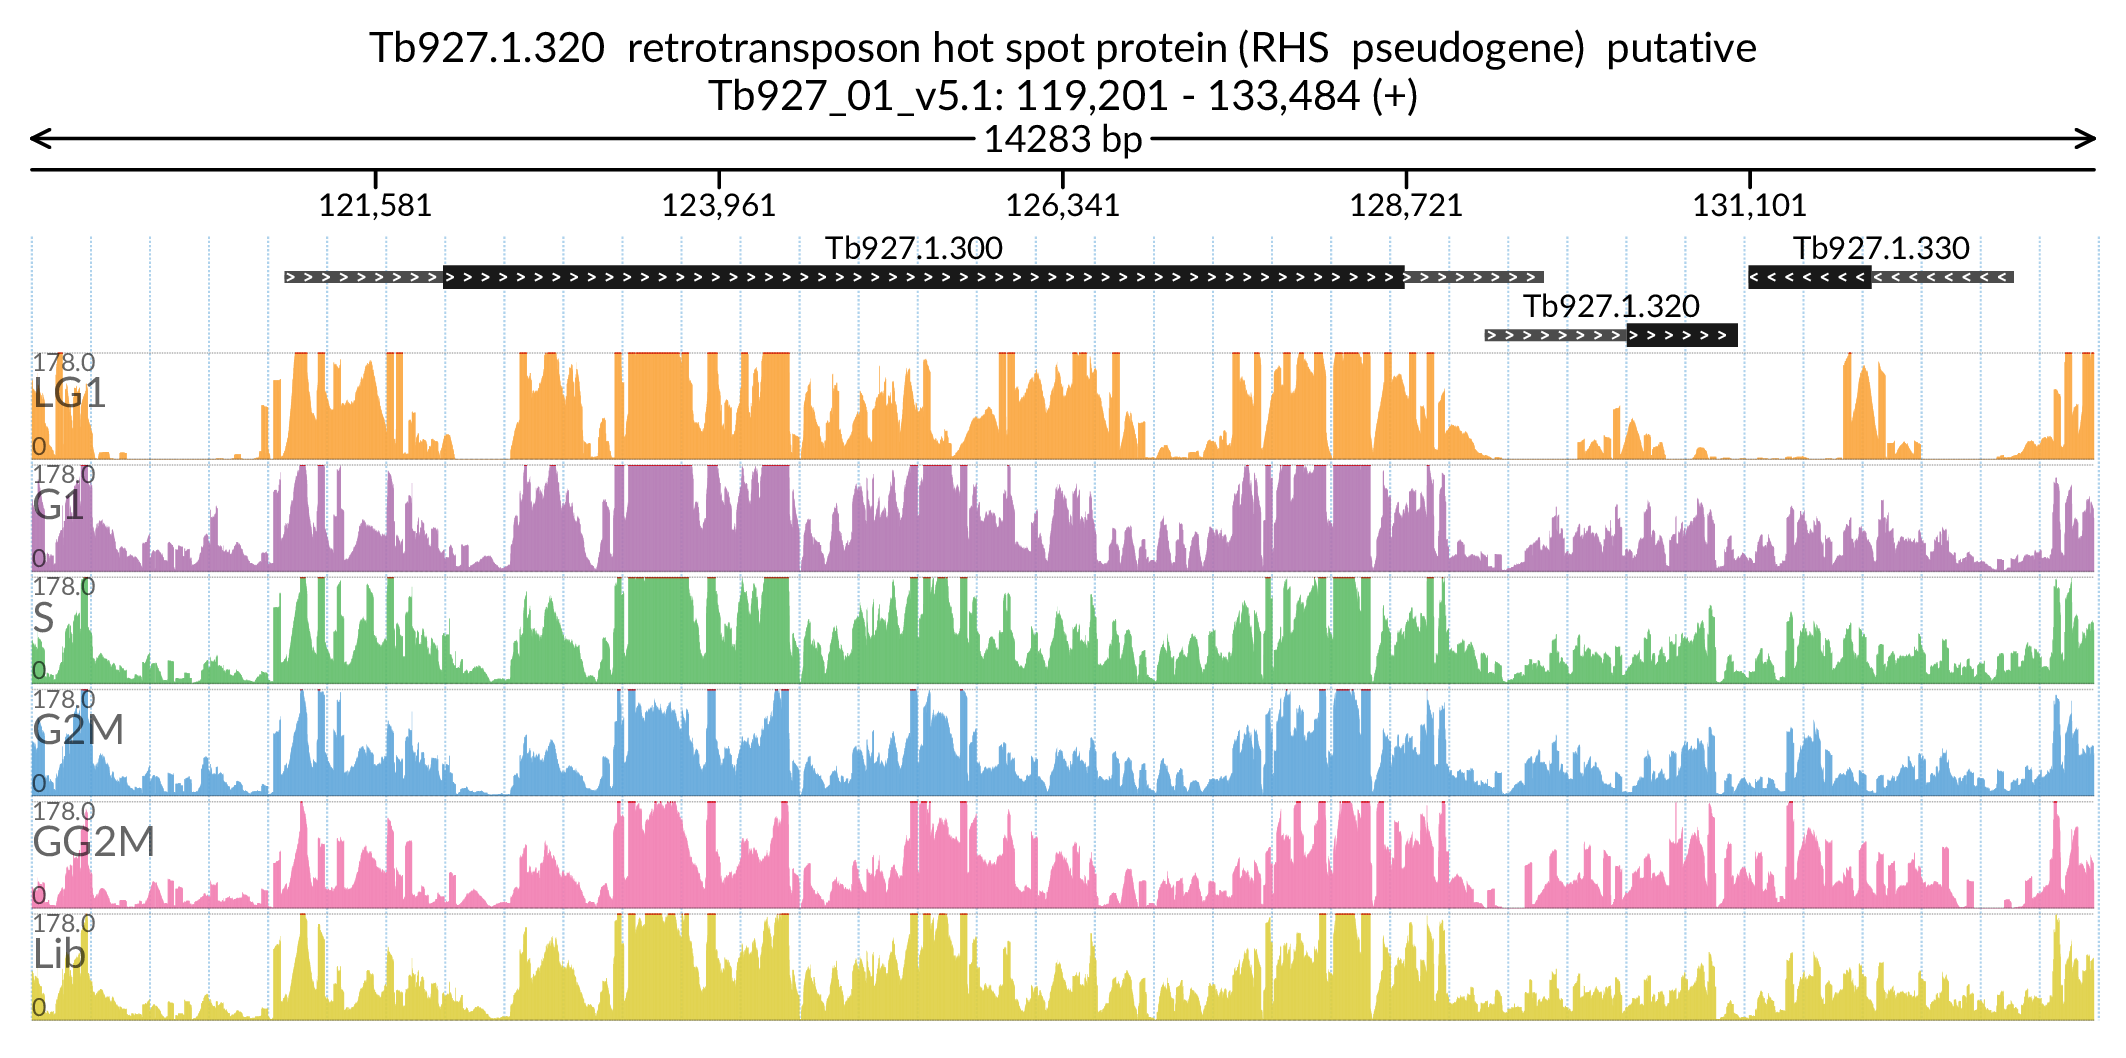 Tb927.1.320 retrotransposon hot spot protein (RHS pseudogene) putative
Tb927_01_v5.1: 119,201 - 133,484 (+)
14283 bp
121,581 123,961 126,341 128,721 131,101
Tb927.1.300 Tb927.1.330
Tb927.1.320
178.0
LG1
0
178.0
G1
0
178.0
S
0
178.0
G2M
0
178.0
GG2M
0
178.0
Lib
0